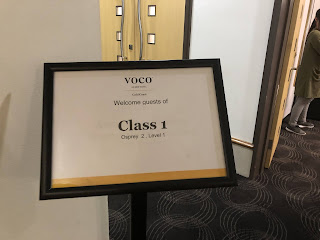 VOCO
Welcome guests of
Class 1
Osprey 2, Level 1